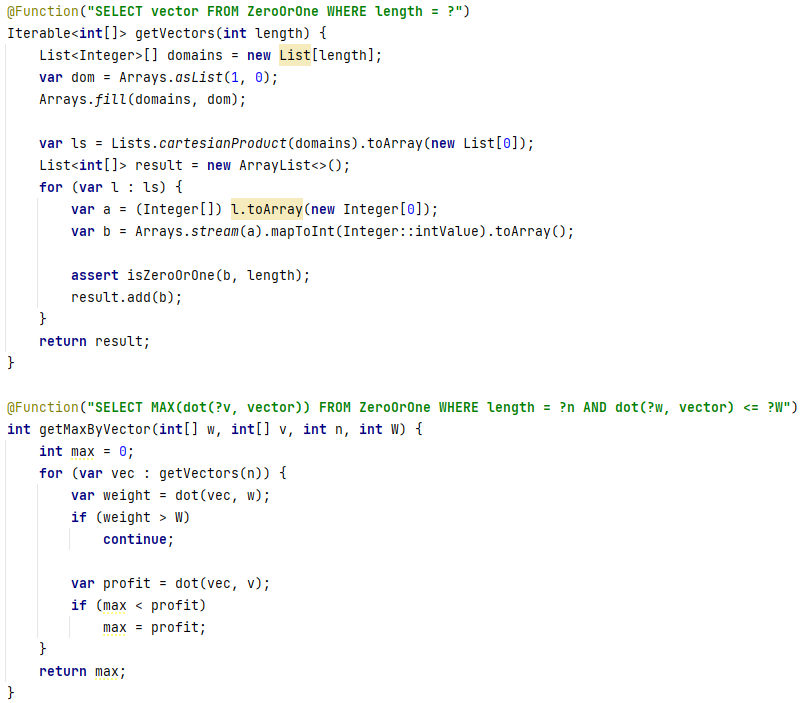 @Function("SELECT vector FROM ZeroOrOne WHERE length = ?")
Iterable<int[]> getVectors(int length) {
    List<Integer>[] domains = new List[length];
    var dom = Arrays.asList(1, 0);
    Arrays.fill(domains, dom);

    var ls = Lists.cartesianProduct(domains).toArray(new List[0]);
    List<int[]> result = new ArrayList<>();
    for (var l : ls) {
        var a = (Integer[]) l.toArray(new Integer[0]);
        var b = Arrays.stream(a).mapToInt(Integer::intValue).toArray();

        assert isZeroOrOne(b, length);
        result.add(b);
    }
    return result;
}

@Function("SELECT MAX(dot(?v, vector)) FROM ZeroOrOne WHERE length = ?n AND dot(?w, vector) <= ?W")
int getMaxByVector(int[] w, int[] v, int n, int W) {
    int max = 0;
    for (var vec : getVectors(n)) {
        var weight = dot(vec, w);
        if (weight > W)
            continue;

        var profit = dot(vec, v);
        if (max < profit)
            max = profit;
    }
    return max;
}